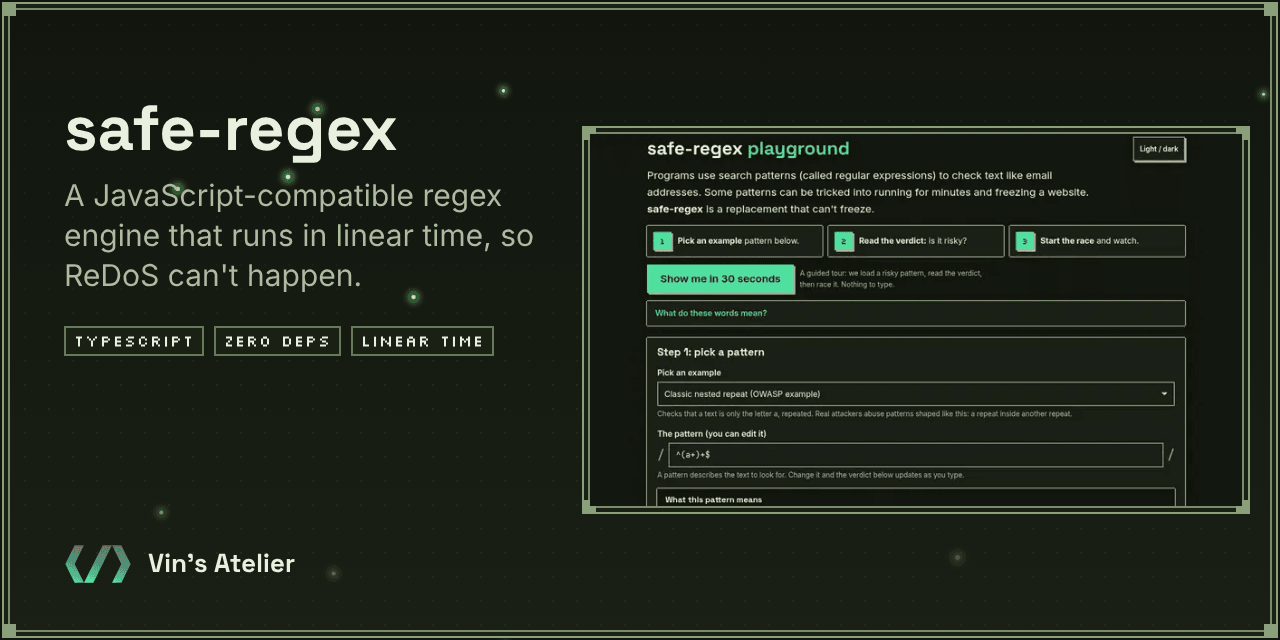 safe-regex
A JavaScript-compatible regex
engine that runs in linear time, so
ReDoS can't happen.
TYPESCRIPT
ZERO DEPS
LINEAR TIME
Vin's Atelier
safe-regex playground
Light / dark
Programs use search patterns (called regular expressions) to check text like email
addresses. Some patterns can be tricked into running for minutes and freezing a website.
safe-regex is a replacement that can't freeze.
1 Pick an example pattern below.
2 Read the verdict: is it risky?
3 Start the race and watch.
Show me in 30 seconds
A guided tour: we load a risky pattern, read the verdict,
then race it. Nothing to type.
What do these words mean?
Step 1: pick a pattern
Pick an example
Classic nested repeat (OWASP example)
Checks that a text is only the letter a, repeated. Real attackers abuse patterns shaped like this: a repeat inside another repeat.
The pattern (you can edit it)
/ ^(a+)+$ /
A pattern describes the text to look for. Change it and the verdict below updates as you type.
What this pattern means